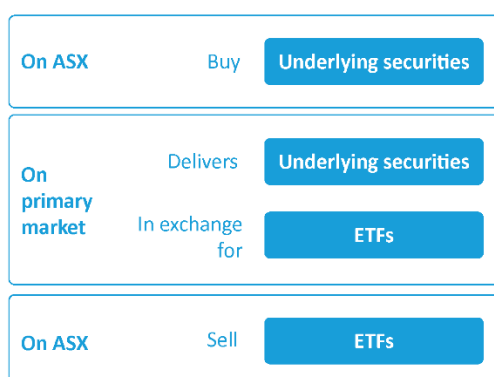 On ASX Buy Underlying securities
Delivers Underlying securities
On
primary
market
In exchange
for
ETFs
On ASX Sell ETFs